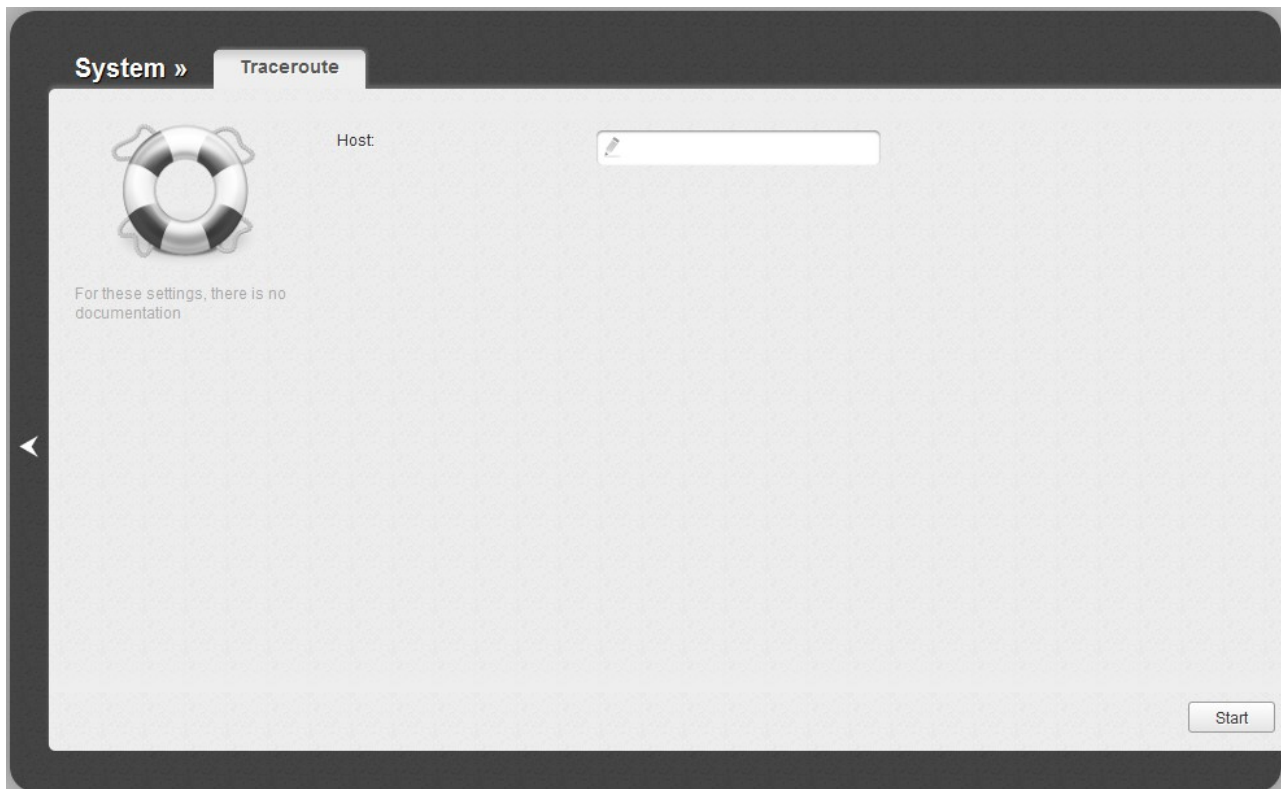 System »
Traceroute
Host:
For these settings, there is no
documentation
Start